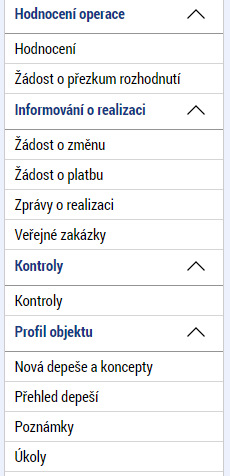 Hodnocení operace
Hodnocení
Žádost o přezkum rozhodnutí
Informování o realizaci
Žádost o změnu
Žádost o platbu
Zprávy o realizaci
Veřejné zakázky
Kontroly
Kontroly
Profil objektu
Nová depeše a koncepty
Přehled depeší
Poznámky
Úkoly